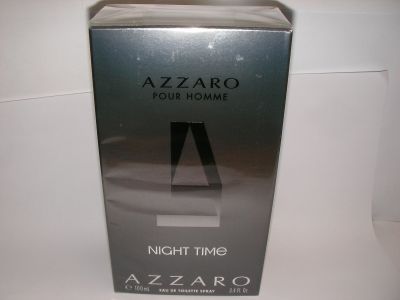 AZZARO
POUR HOMME
NIGHT TIME
AZZARO
℮ 100 ml EAU DE TOILETTE SPRAY 3.4 Fl. Oz.